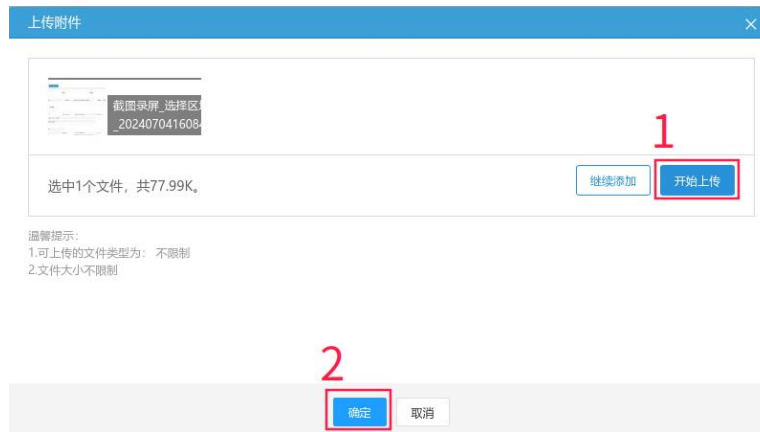 上传附件
截图录屏_选择区
_2024070416084
1
选中1个文件，共77.99K。
继续添加
开始上传
温馨提示：
1.可上传的文件类型为： 不限制
2.文件大小不限制
2
确定
取消